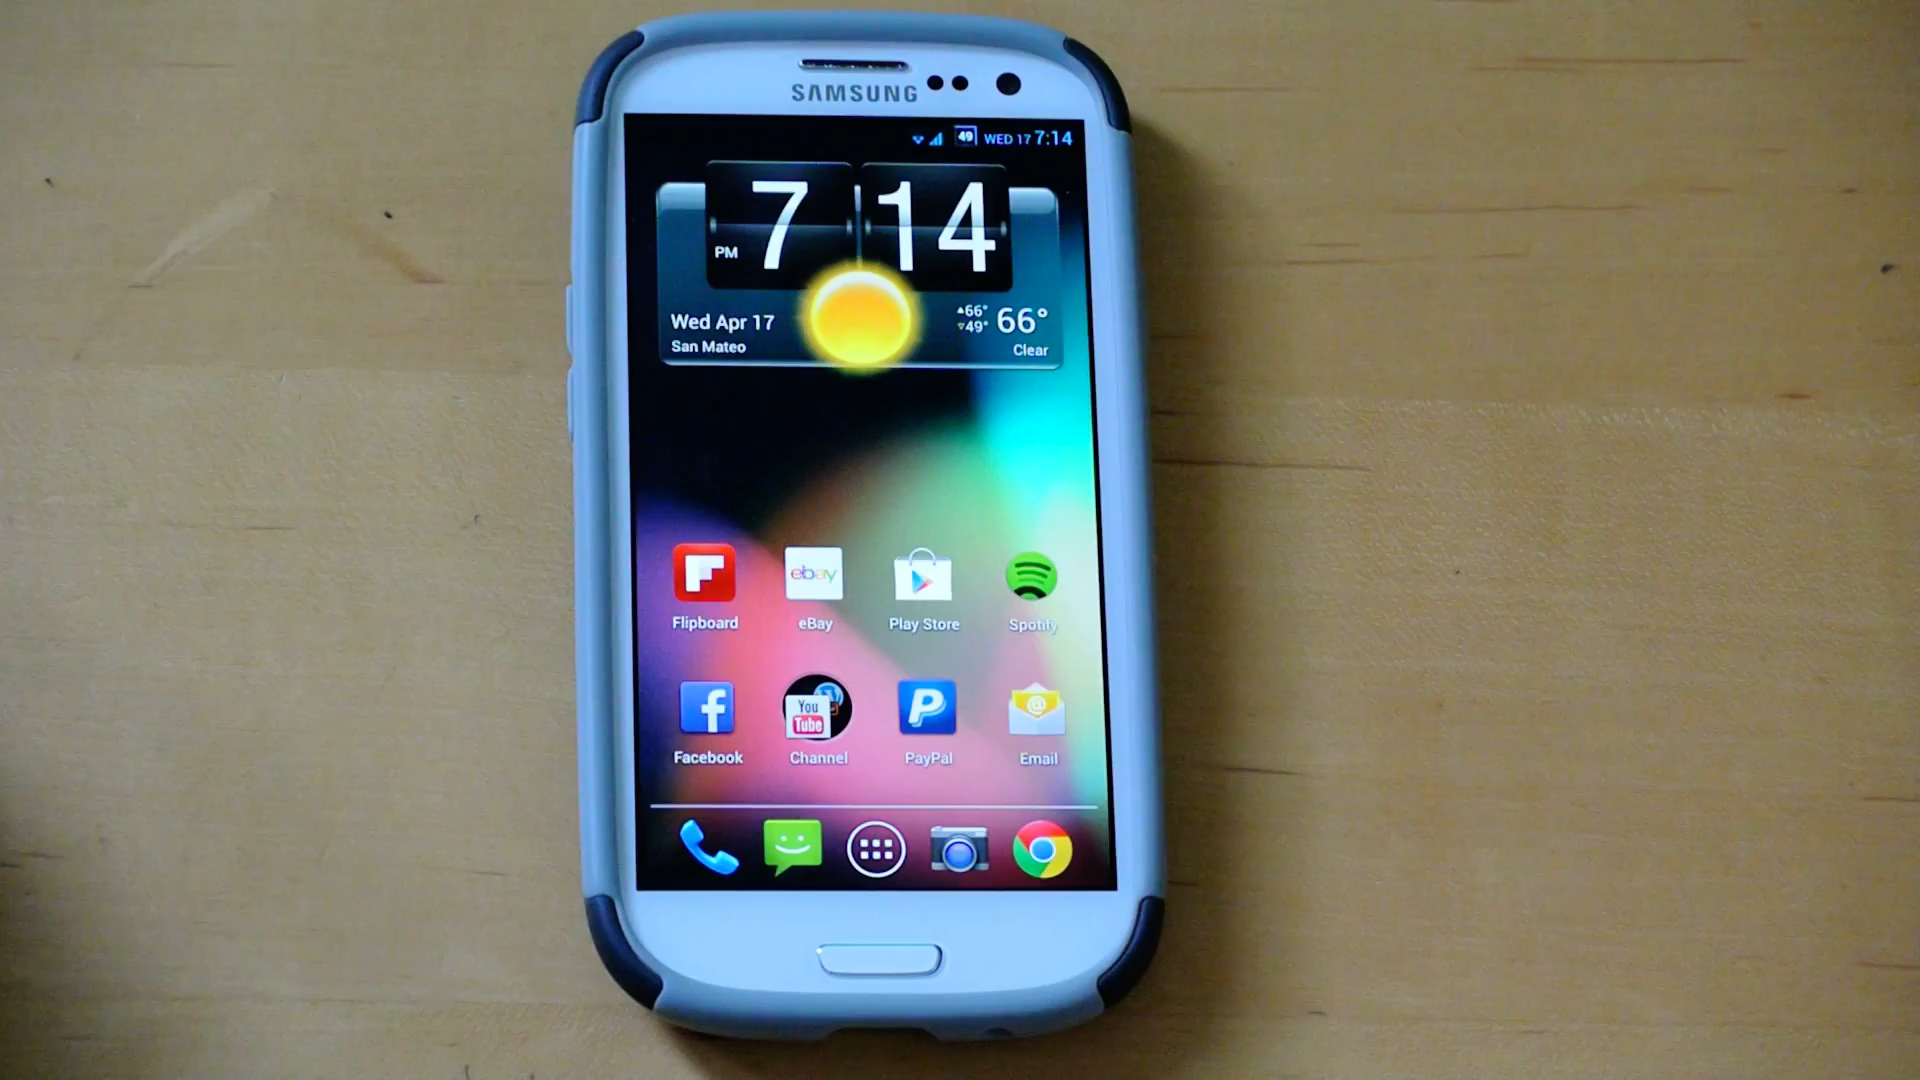 SAMSUNG
49 WED 17 7:14
PM 7 14
Wed Apr 17
San Mateo
▲66°
▽49°
66°
Clear
ebay
Flipboard eBay Play Store Spotify
You
Tube
Facebook Channel PayPal Email